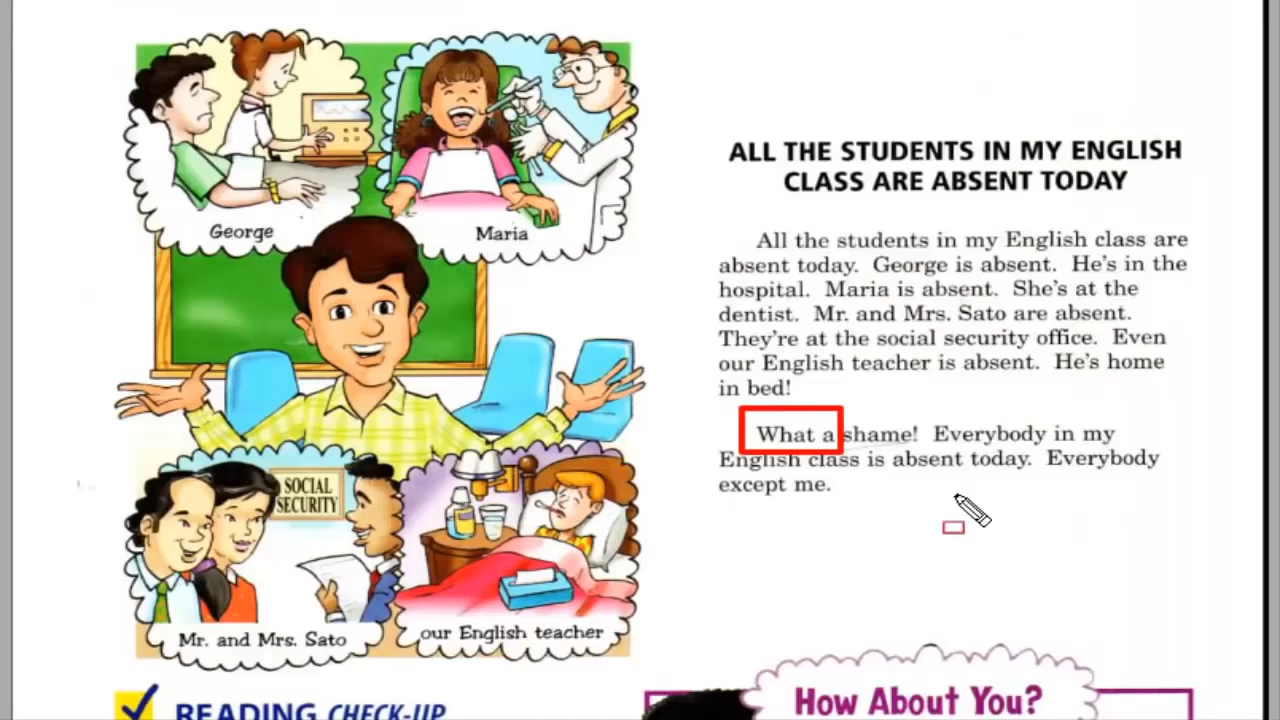 George
Maria
SOCIAL
SECURITY
Mr. and Mrs. Sato
our English teacher
READING CHECK-UP
ALL THE STUDENTS IN MY ENGLISH
CLASS ARE ABSENT TODAY
All the students in my English class are
absent today. George is absent. He's in the
hospital. Maria is absent. She's at the
dentist. Mr. and Mrs. Sato are absent.
They're at the social security office. Even
our English teacher is absent. He's home
in bed!
What a shame! Everybody in my
English class is absent today. Everybody
except me.
How About You?